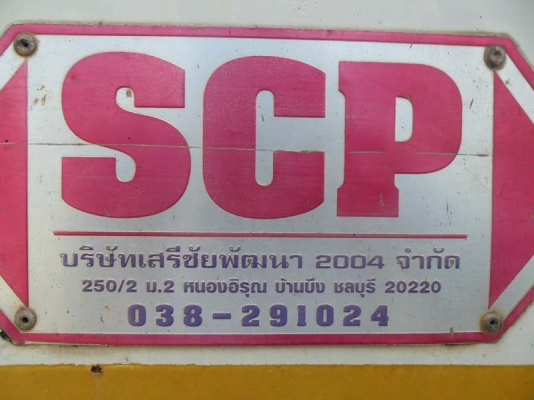 SCP
บริษัทเสรีชัยพัฒนา 2004 จำกัด
250/2 ม.2 หนองอิรุณ บ้านบึง ชลบุรี 20220
038-291024